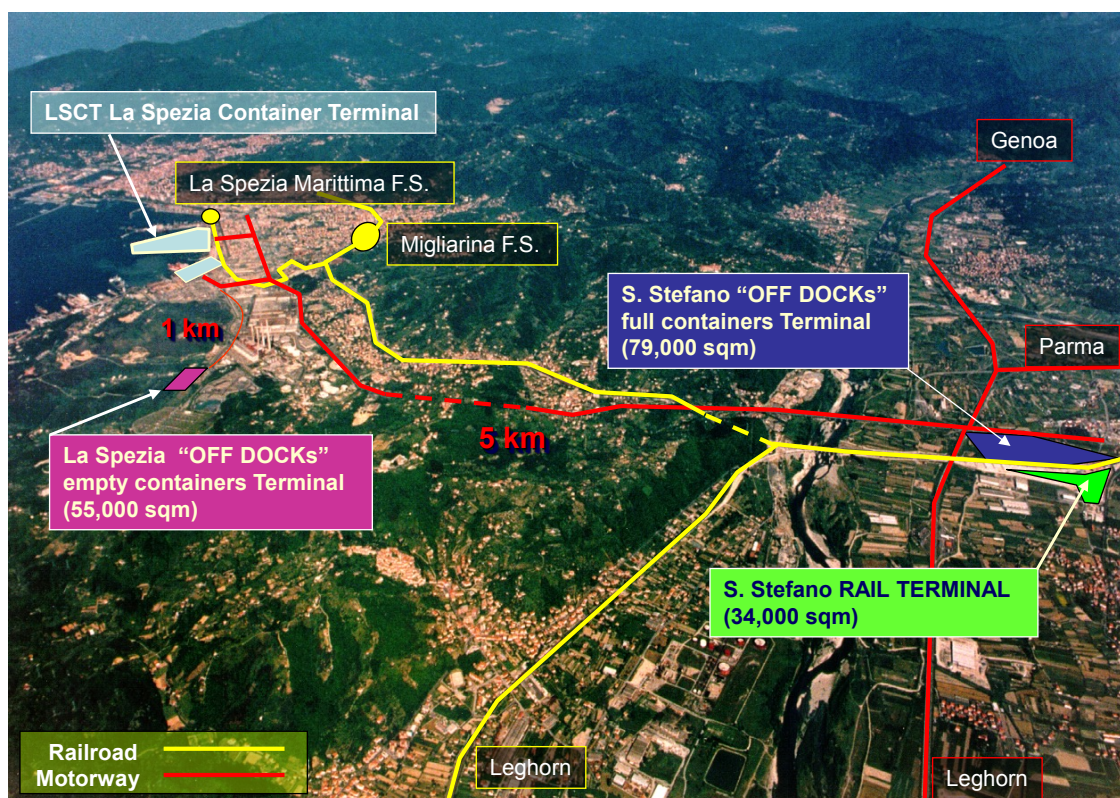 LSCT La Spezia Container Terminal
Genoa
La Spezia Marittima F.S.
Migliarina F.S.
S. Stefano “OFF DOCKs”
full containers Terminal
(79,000 sqm)
1 km
Parma
5 km
La Spezia “OFF DOCKs”
empty containers Terminal
(55,000 sqm)
S. Stefano RAIL TERMINAL
(34,000 sqm)
Railroad
Motorway
Leghorn
Leghorn